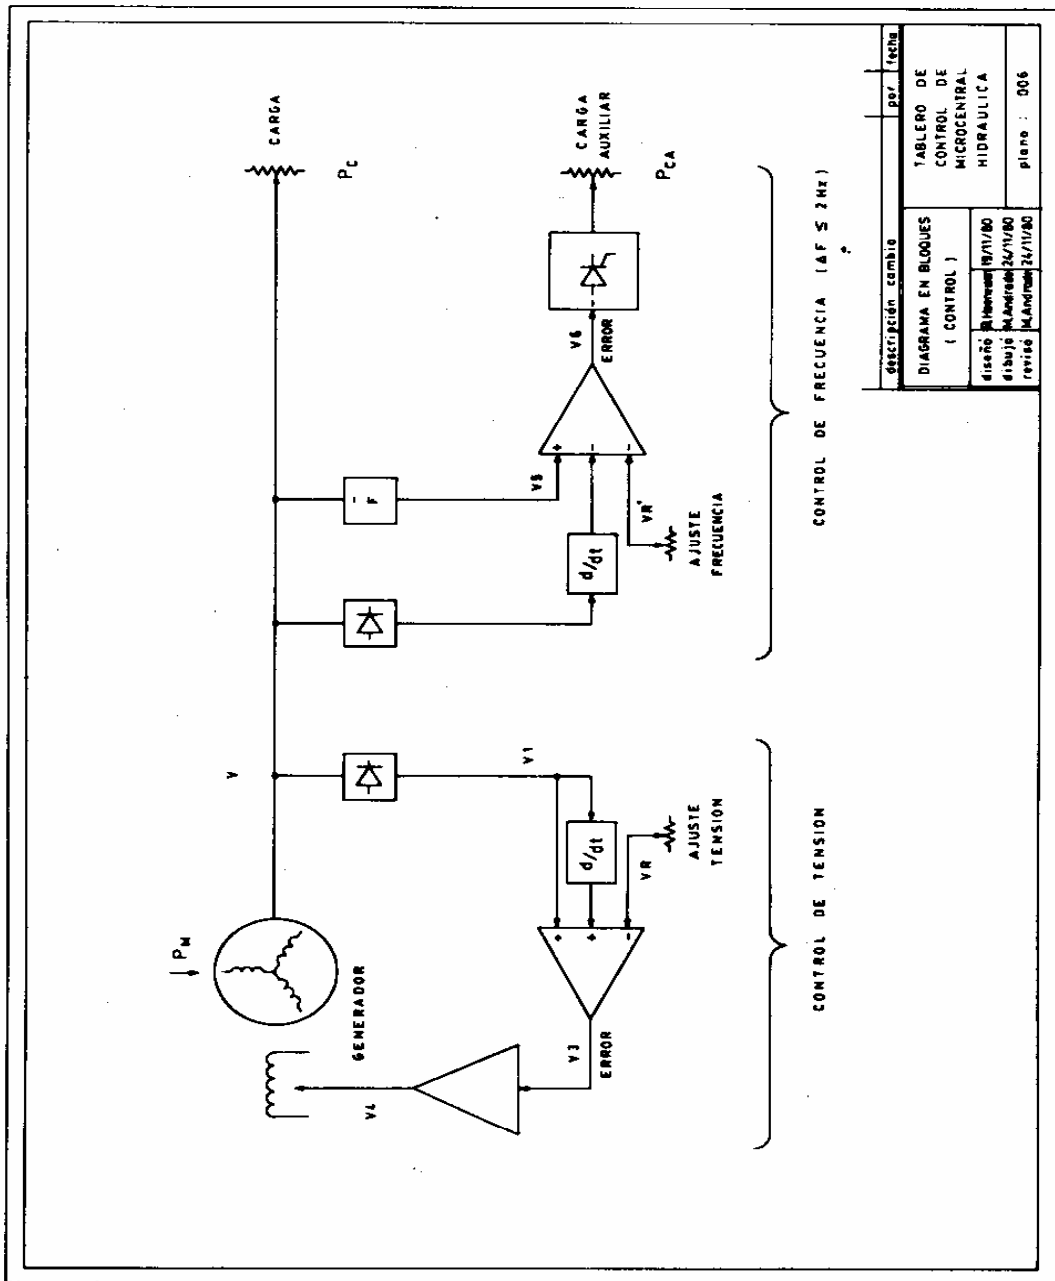 CARGA
Pc
CARGA
AUXILIAR
PCA
V6
ERROR
V5
F
d/dt
VR'
AJUSTE
FRECUENCIA
CONTROL DE FRECUENCIA (ΔF ≤ 2Hz)
V
V1
d/dt
VR
AJUSTE
TENSION
PM
GENERADOR
V3
ERROR
V4
CONTROL DE TENSION
+
-
-
+
+
-
descripción cambio
por
fecha
DIAGRAMA EN BLOQUES
( CONTROL )
TABLERO DE
CONTROL DE
MICROCENTRAL
HIDRAULICA
diseñó 19/11/80
dibujó M.Andrade 24/11/80
revisó M.Andrade 24/11/80
plano : 006